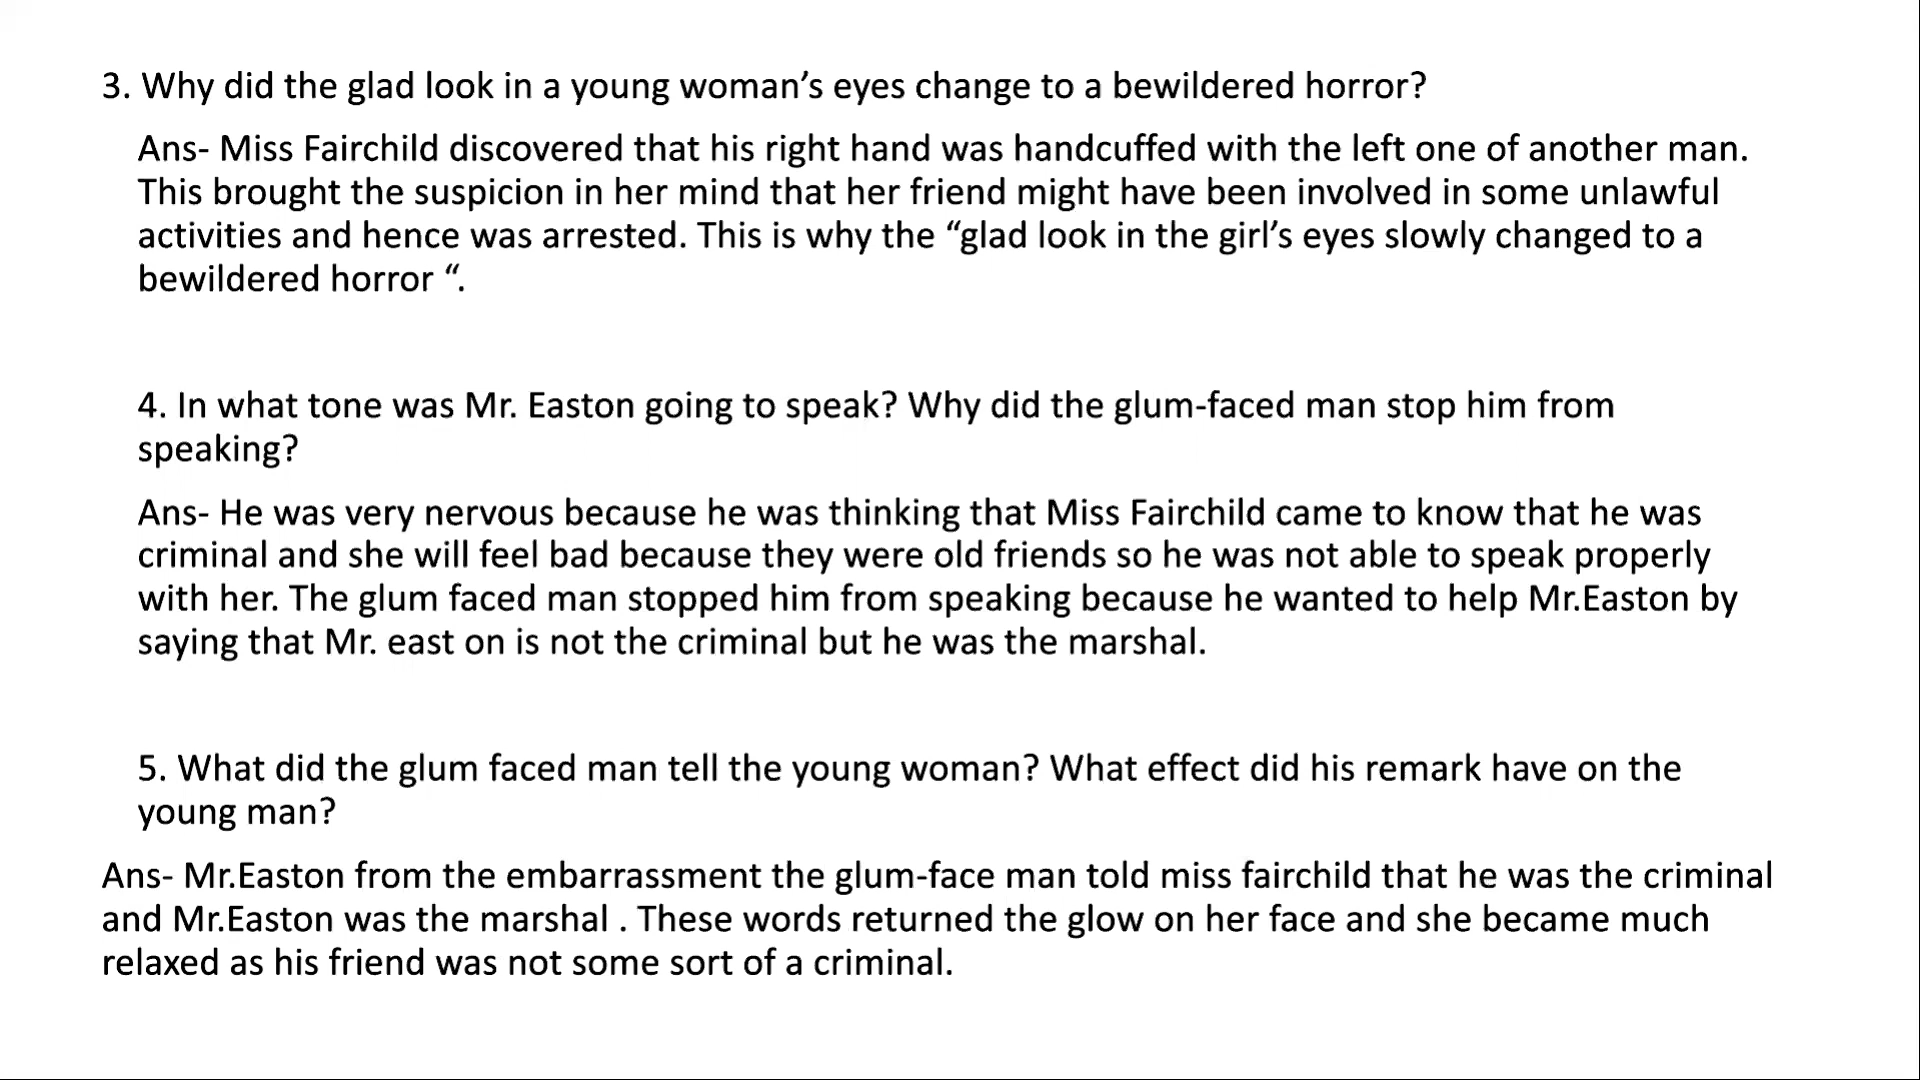 3. Why did the glad look in a young woman’s eyes change to a bewildered horror?
Ans- Miss Fairchild discovered that his right hand was handcuffed with the left one of another man.
This brought the suspicion in her mind that her friend might have been involved in some unlawful
activities and hence was arrested. This is why the “glad look in the girl’s eyes slowly changed to a
bewildered horror “.
4. In what tone was Mr. Easton going to speak? Why did the glum-faced man stop him from
speaking?
Ans- He was very nervous because he was thinking that Miss Fairchild came to know that he was
criminal and she will feel bad because they were old friends so he was not able to speak properly
with her. The glum faced man stopped him from speaking because he wanted to help Mr.Easton by
saying that Mr. east on is not the criminal but he was the marshal.
5. What did the glum faced man tell the young woman? What effect did his remark have on the
young man?
Ans- Mr.Easton from the embarrassment the glum-face man told miss fairchild that he was the criminal
and Mr.Easton was the marshal . These words returned the glow on her face and she became much
relaxed as his friend was not some sort of a criminal.